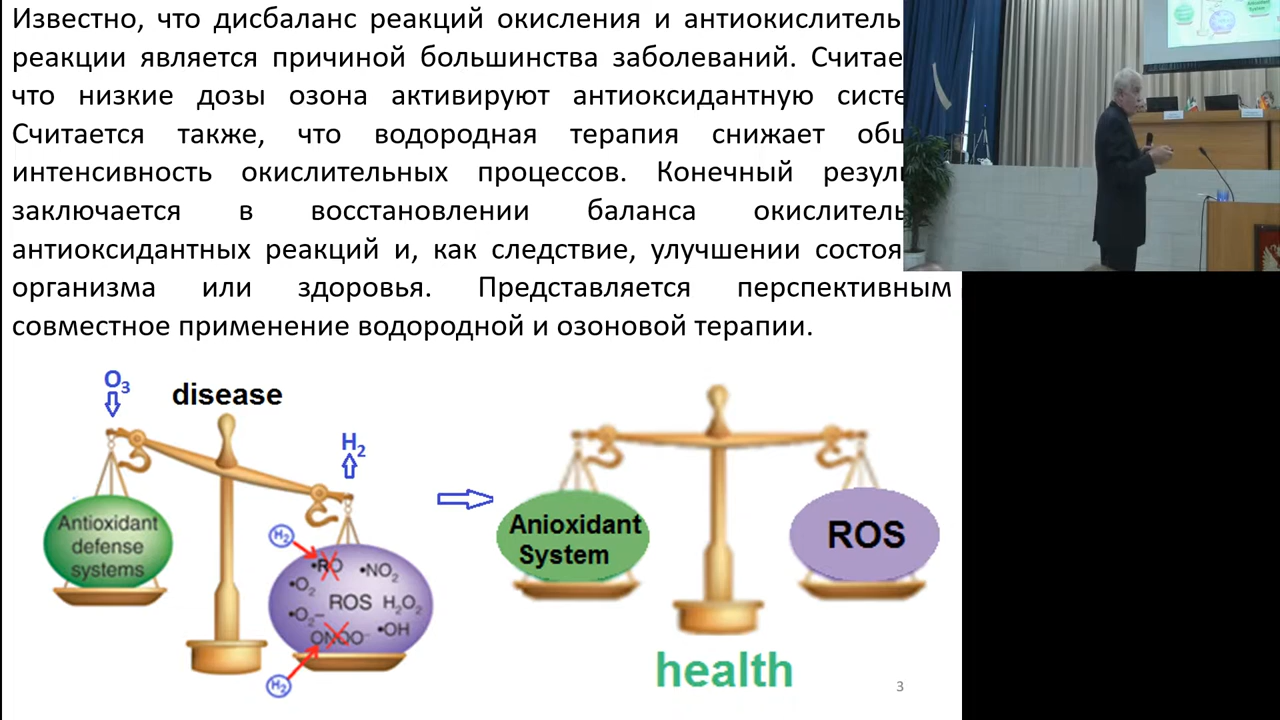 Известно, что дисбаланс реакций окисления и антиокислитель
реакции является причиной большинства заболеваний. Считае
что низкие дозы озона активируют антиоксидантную систе
Считается также, что водородная терапия снижает общ
интенсивность окислительных процессов. Конечный резуль
заключается в восстановлении баланса окислитель
антиоксидантных реакций и, как следствие, улучшении состоя
организма или здоровья. Представляется перспективным
совместное применение водородной и озоновой терапии.
O3
disease
H2
Antioxidant
defense
systems
H2
•RO
•NO2
•O2
ROS
H2O2
•O2–
•OH
ONOO–
H2
Anioxidant
System
ROS
health
3